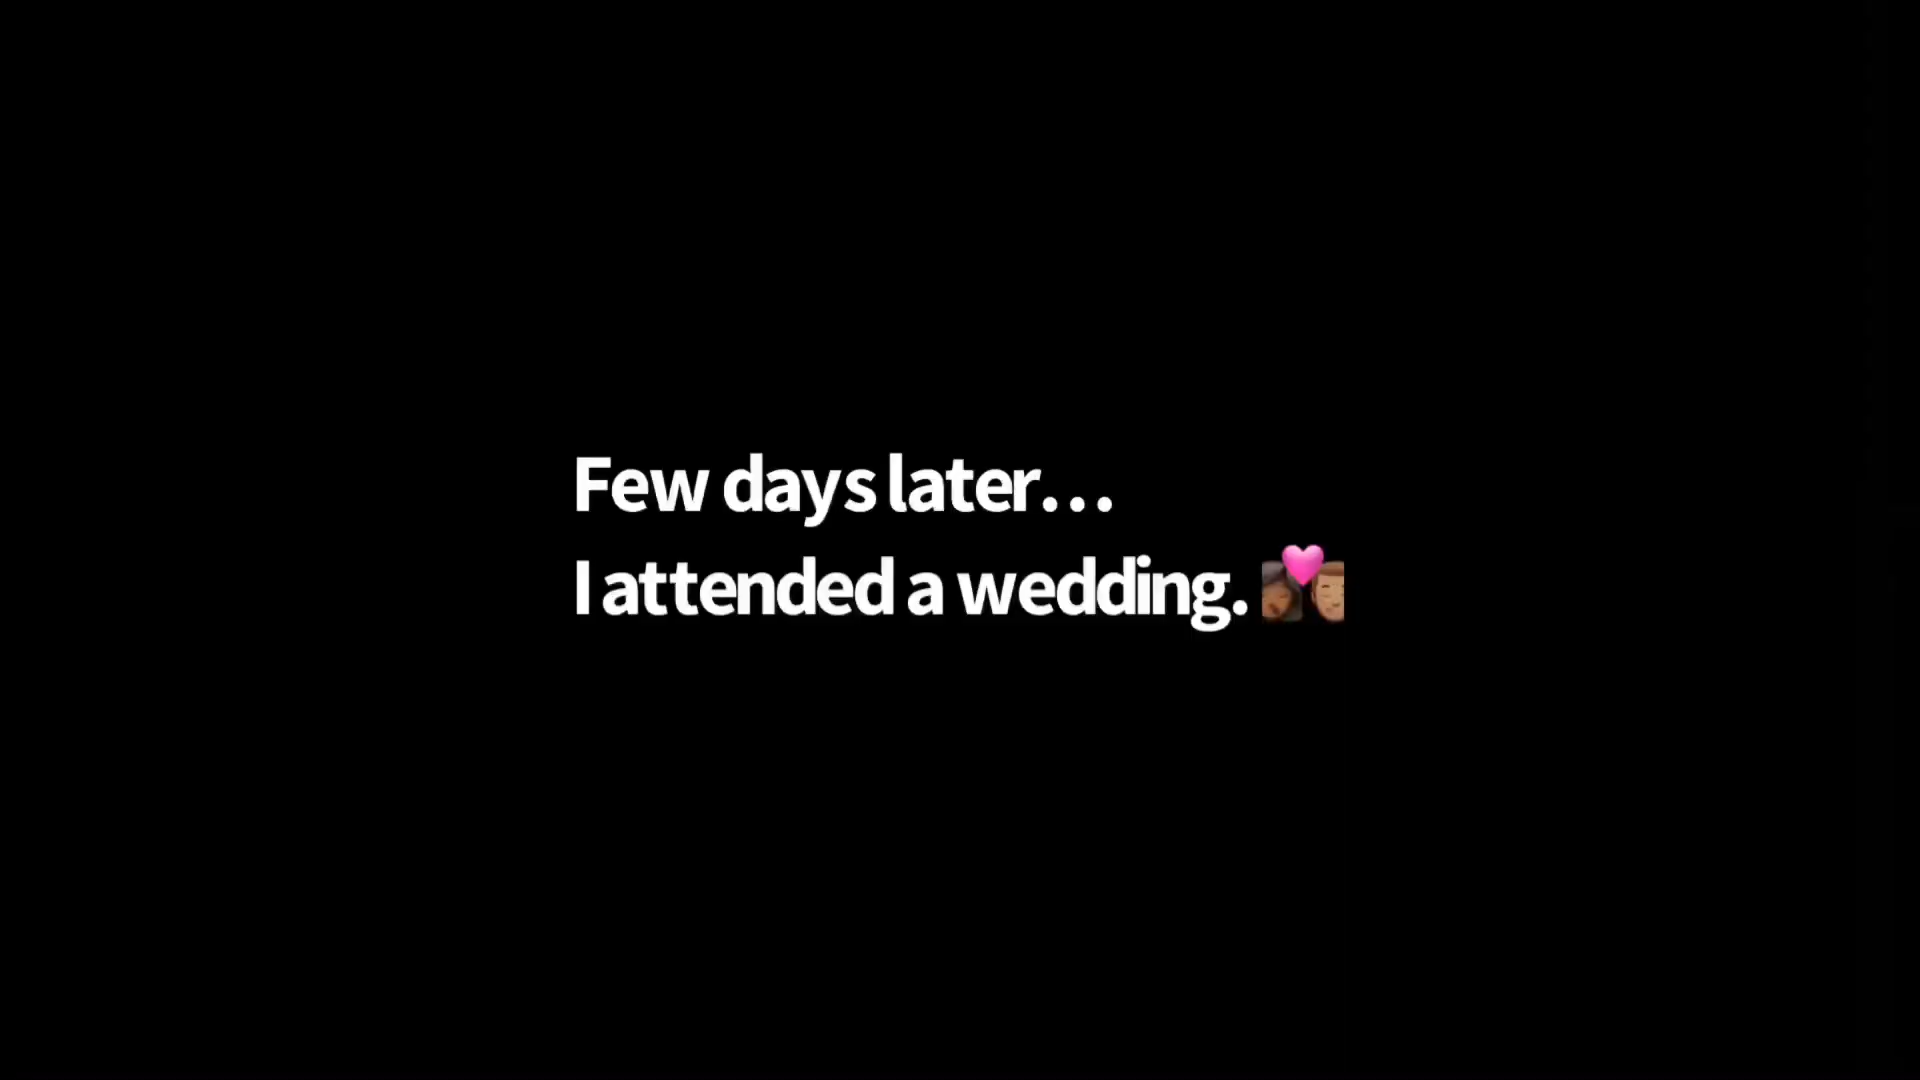 Few days later...
I attended a wedding. 👩🏾‍❤️‍👨🏽